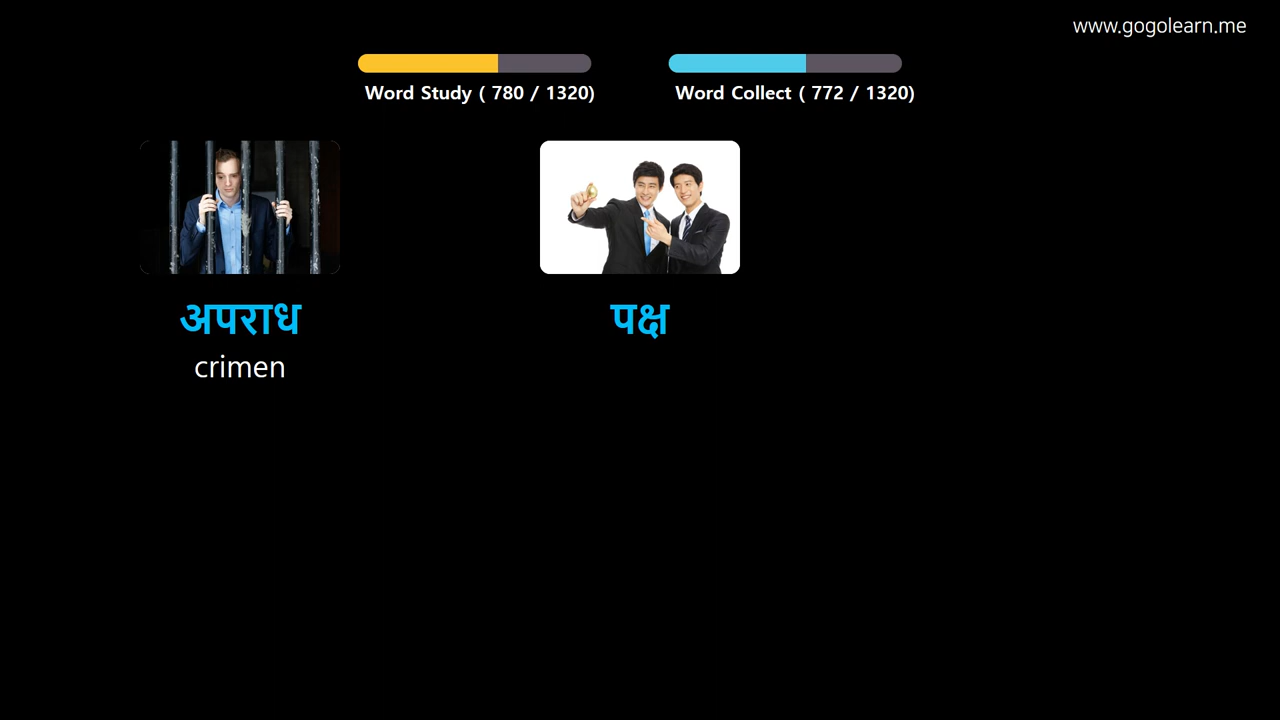 www.gogolearn.me
Word Study ( 780 / 1320)
Word Collect ( 772 / 1320)
अपराध
crimen
पक्ष